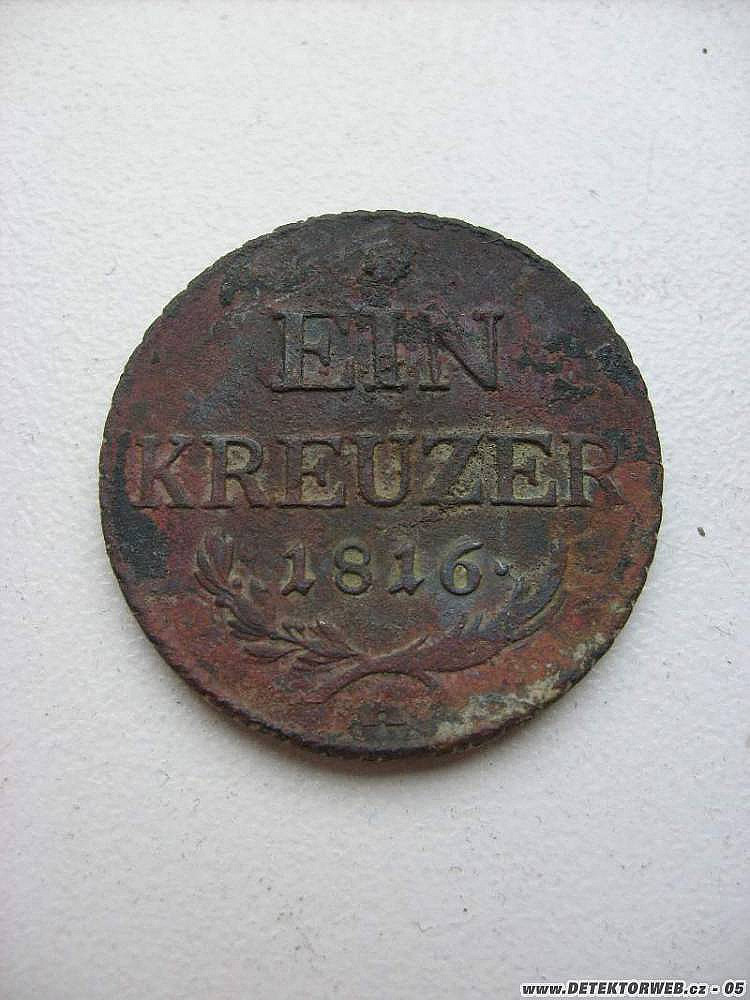 EIN
KREUZER
1816.
A
www.DETEKTORWEB.cz - 05